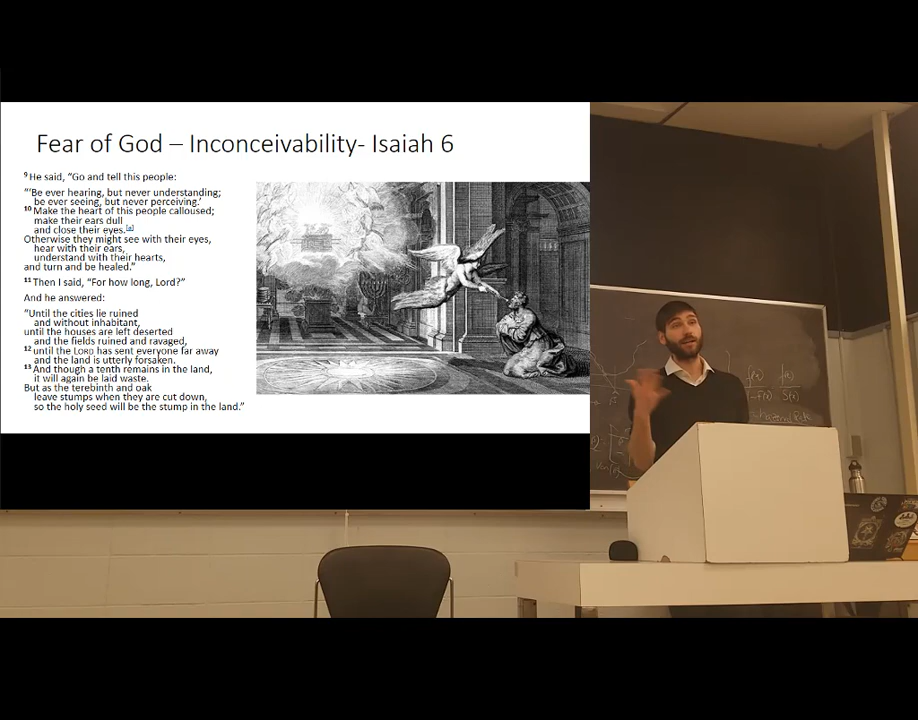 Fear of God – Inconceivability- Isaiah 6
9 He said, “Go and tell this people:
“‘Be ever hearing, but never understanding;
be ever seeing, but never perceiving.’
10 Make the heart of this people calloused;
make their ears dull
and close their eyes.[a]
Otherwise they might see with their eyes,
hear with their ears,
understand with their hearts,
and turn and be healed.”
11 Then I said, “For how long, Lord?”
And he answered:
“Until the cities lie ruined
and without inhabitant,
until the houses are left deserted
and the fields ruined and ravaged,
12 until the LORD has sent everyone far away
and the land is utterly forsaken.
13 And though a tenth remains in the land,
it will again be laid waste.
But as the terebinth and oak
leave stumps when they are cut down,
so the holy seed will be the stump in the land.”